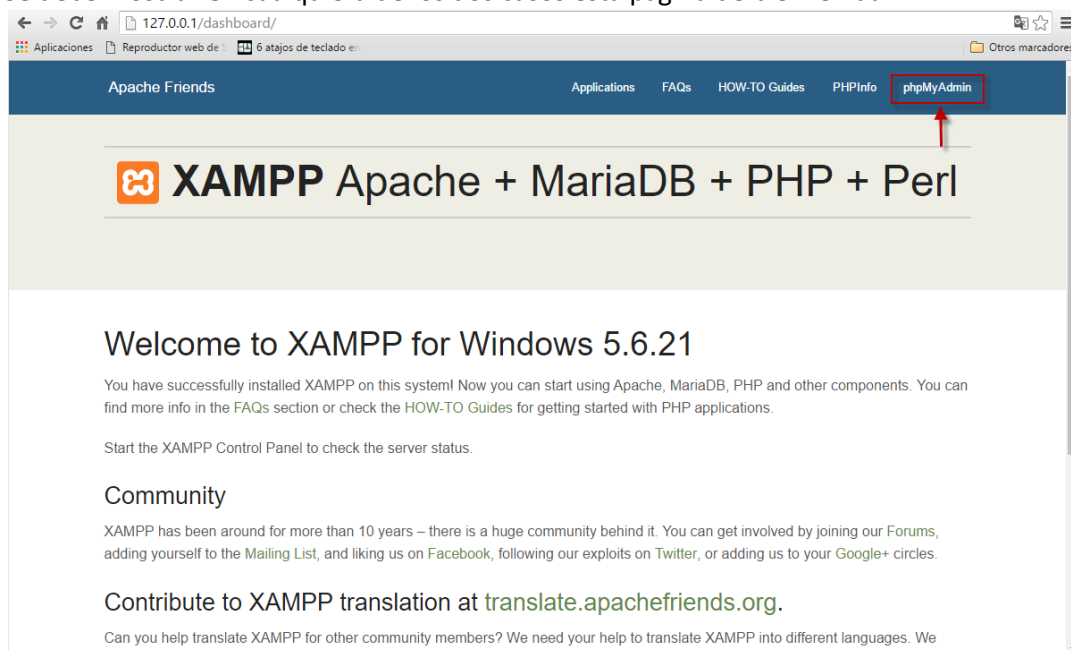 127.0.0.1/dashboard/
Aplicaciones Reproductor web de S 6 atajos de teclado en Otros marcadores
Apache Friends Applications FAQs HOW-TO Guides PHPInfo phpMyAdmin
XAMPP Apache + MariaDB + PHP + Perl
Welcome to XAMPP for Windows 5.6.21
You have successfully installed XAMPP on this system! Now you can start using Apache, MariaDB, PHP and other components. You can
find more info in the FAQs section or check the HOW-TO Guides for getting started with PHP applications.
Start the XAMPP Control Panel to check the server status.
Community
XAMPP has been around for more than 10 years – there is a huge community behind it. You can get involved by joining our Forums,
adding yourself to the Mailing List, and liking us on Facebook, following our exploits on Twitter, or adding us to your Google+ circles.
Contribute to XAMPP translation at translate.apachefriends.org.
Can you help translate XAMPP for other community members? We need your help to translate XAMPP into different languages. We